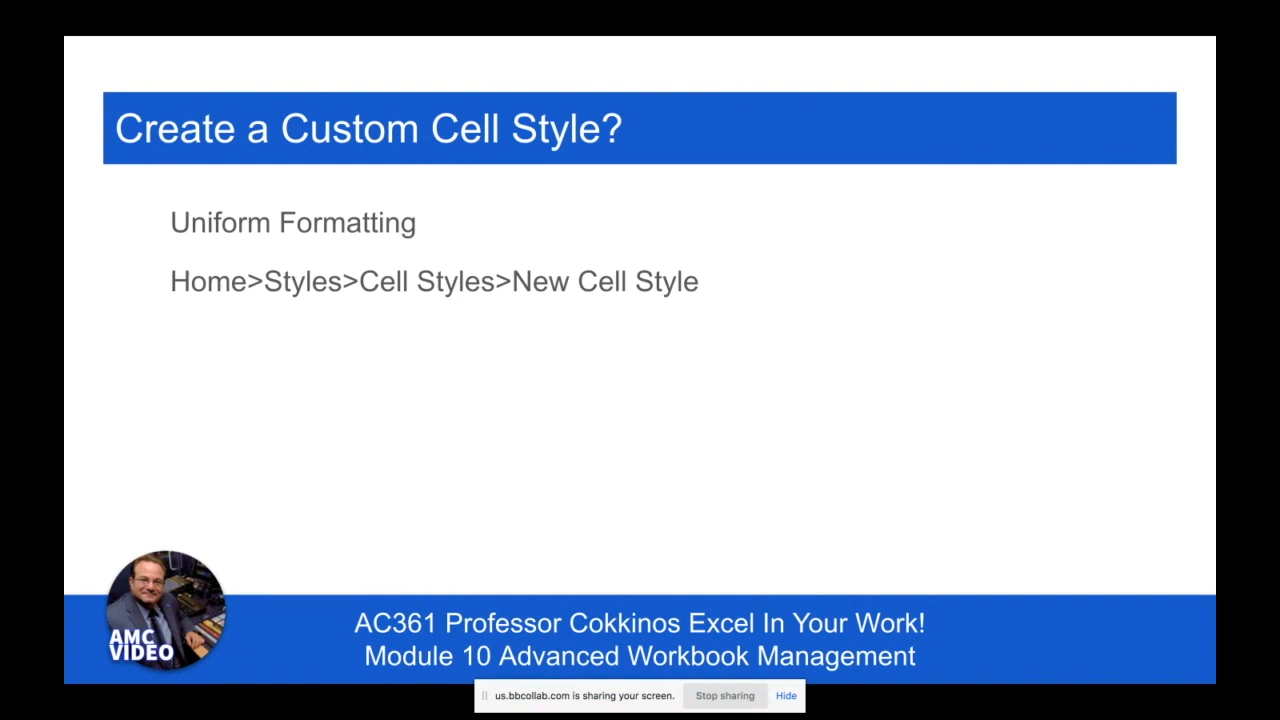 Create a Custom Cell Style?
Uniform Formatting
Home>Styles>Cell Styles>New Cell Style
AMC
VIDEO
AC361 Professor Cokkinos Excel In Your Work!
Module 10 Advanced Workbook Management
us.bbcollab.com is sharing your screen. Stop sharing Hide